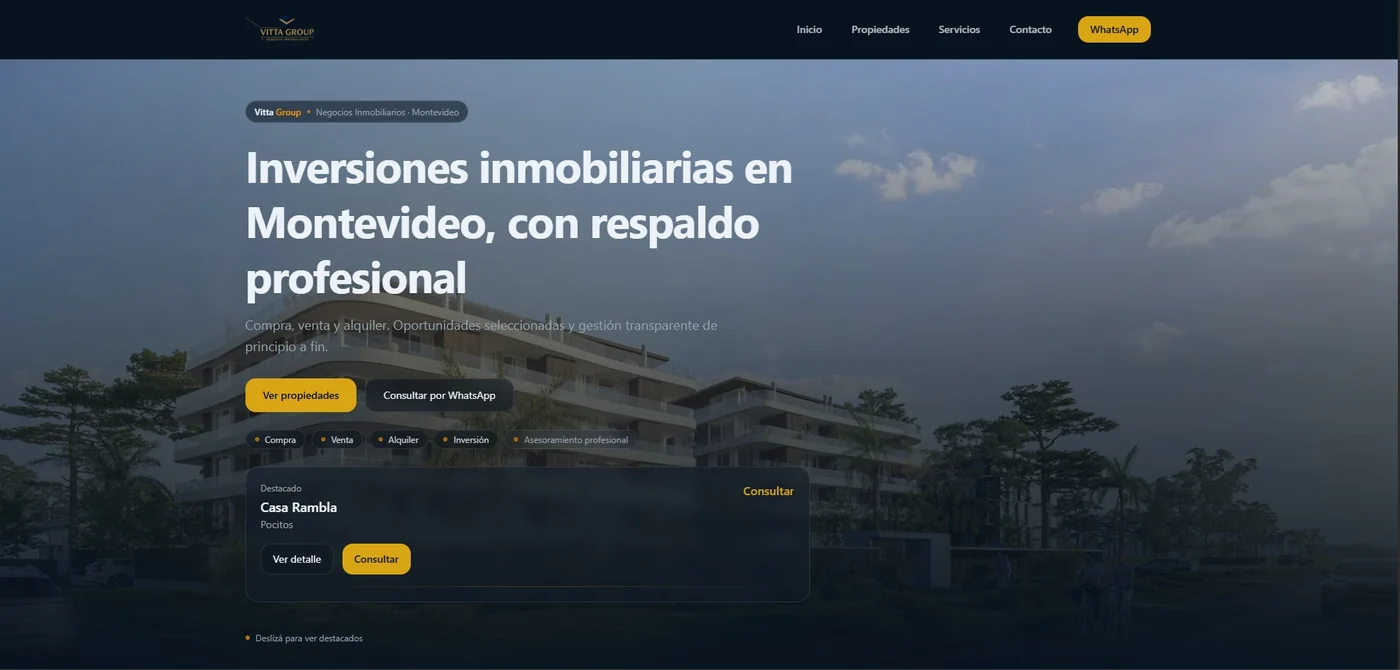 VITTA GROUP
Inicio
Propiedades
Servicios
Contacto
WhatsApp
Vitta Group • Negocios Inmobiliarios · Montevideo
Inversiones inmobiliarias en
Montevideo, con respaldo
profesional
Compra, venta y alquiler. Oportunidades seleccionadas y gestión transparente de
principio a fin.
Ver propiedades
Consultar por WhatsApp
Compra
Venta
Alquiler
Inversión
Asesoramiento profesional
Destacado
Consultar
Casa Rambla
Pocitos
Ver detalle
Consultar
Deslizá para ver destacados